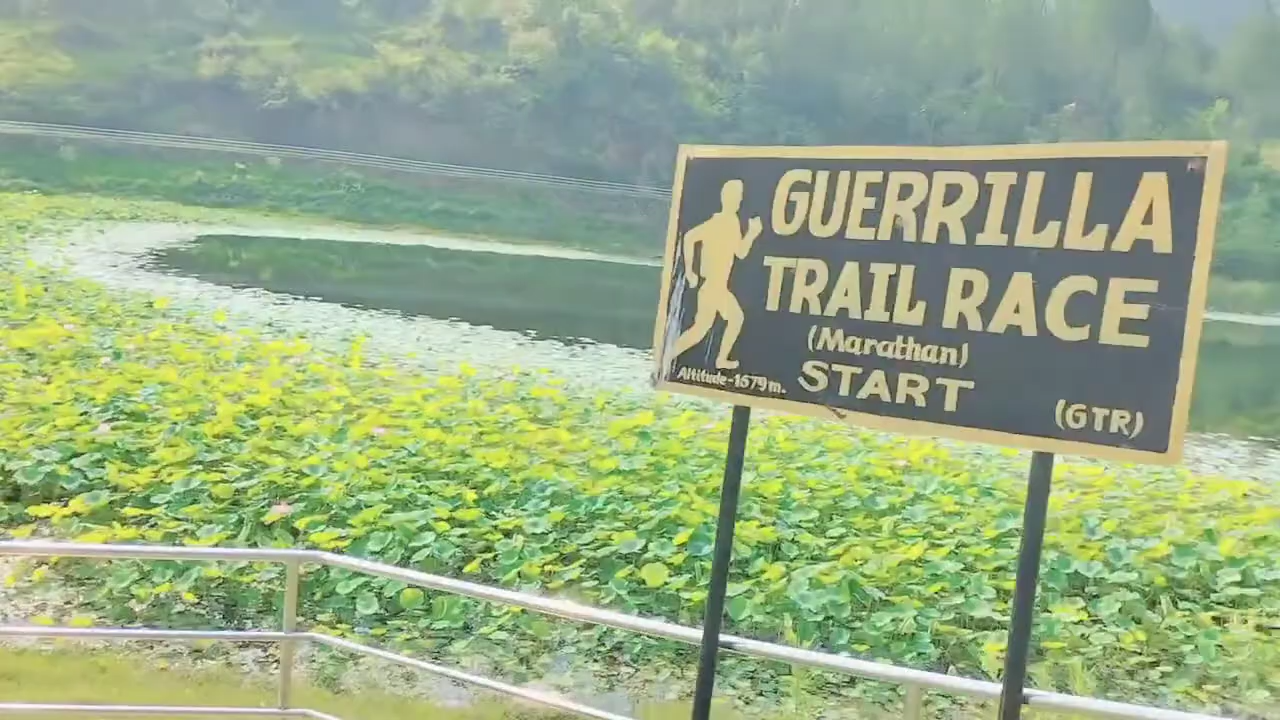 GUERRILLA
TRAIL RACE
(Marathan)
START
Altitude-1679m.
(GTR)